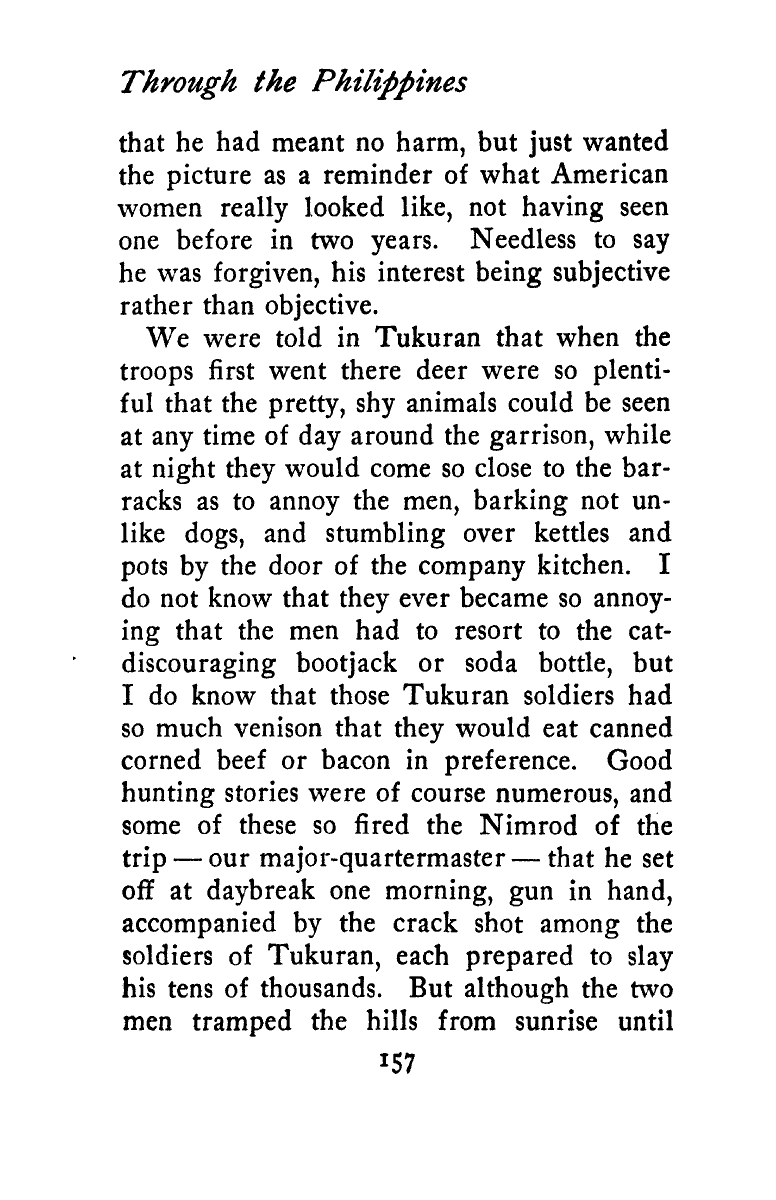 Through the Philippines
that he had meant no harm, but just wanted
the picture as a reminder of what American
women really looked like, not having seen
one before in two years. Needless to say
he was forgiven, his interest being subjective
rather than objective.
We were told in Tukuran that when the
troops first went there deer were so plenti-
ful that the pretty, shy animals could be seen
at any time of day around the garrison, while
at night they would come so close to the bar-
racks as to annoy the men, barking not un-
like dogs, and stumbling over kettles and
pots by the door of the company kitchen. I
do not know that they ever became so annoy-
ing that the men had to resort to the cat-
discouraging bootjack or soda bottle, but
I do know that those Tukuran soldiers had
so much venison that they would eat canned
corned beef or bacon in preference. Good
hunting stories were of course numerous, and
some of these so fired the Nimrod of the
trip — our major-quartermaster — that he set
off at daybreak one morning, gun in hand,
accompanied by the crack shot among the
soldiers of Tukuran, each prepared to slay
his tens of thousands. But although the two
men tramped the hills from sunrise until
157